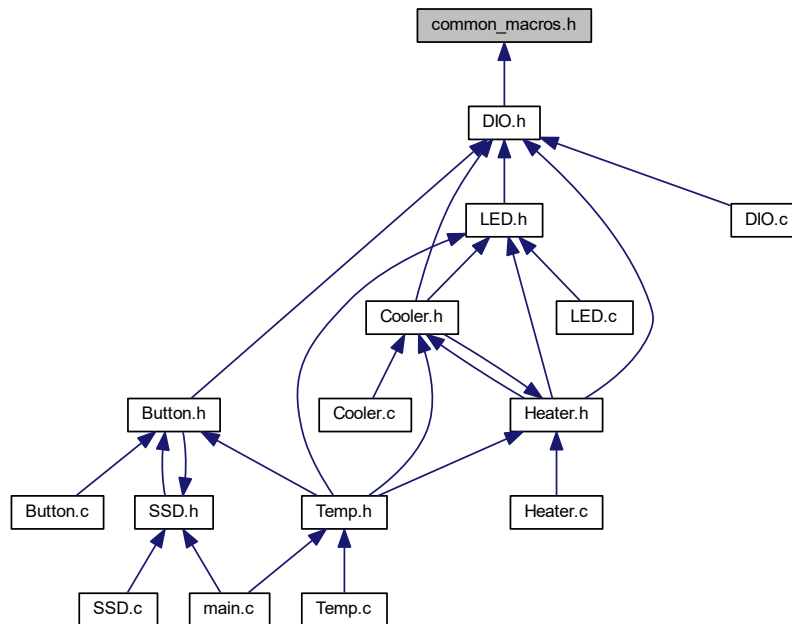 common_macros.h
DIO.h
LED.h
DIO.c
Cooler.h
LED.c
Button.h
Cooler.c
Heater.h
Button.c
SSD.h
Temp.h
Heater.c
SSD.c
main.c
Temp.c